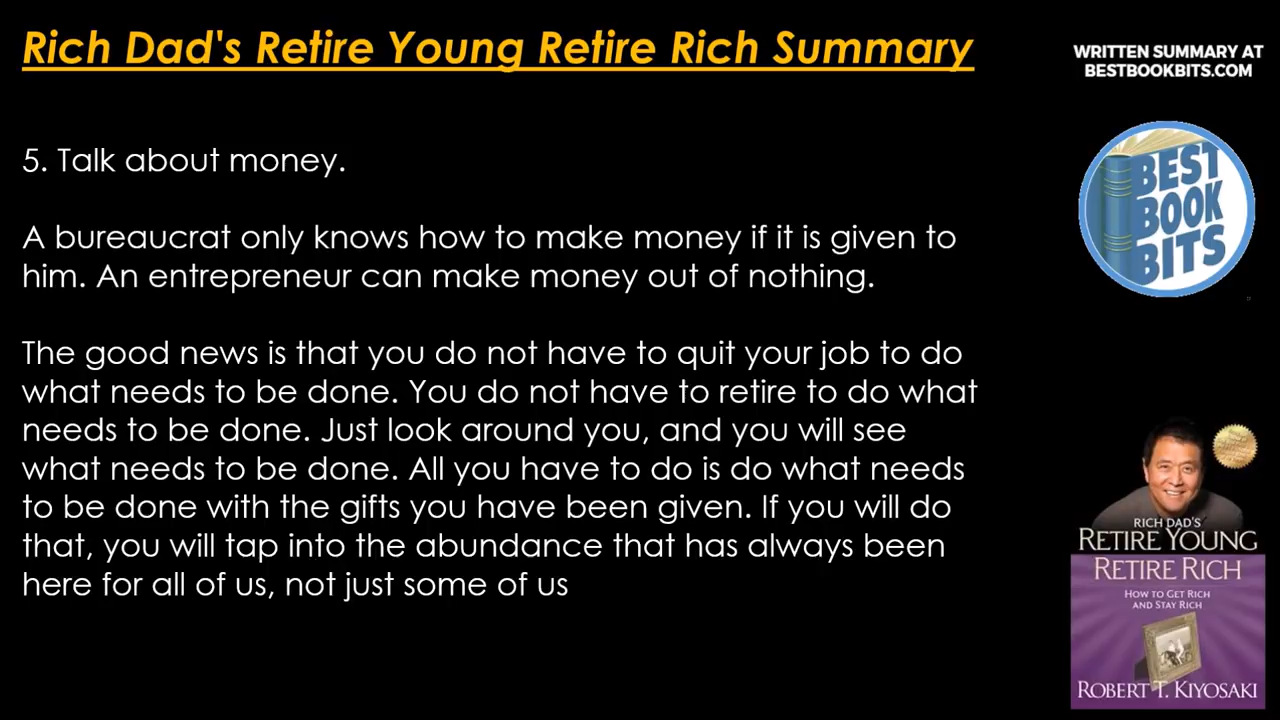 Rich Dad's Retire Young Retire Rich Summary
WRITTEN SUMMARY AT
BESTBOOKBITS.COM
5. Talk about money.
A bureaucrat only knows how to make money if it is given to
him. An entrepreneur can make money out of nothing.
The good news is that you do not have to quit your job to do
what needs to be done. You do not have to retire to do what
needs to be done. Just look around you, and you will see
what needs to be done. All you have to do is do what needs
to be done with the gifts you have been given. If you will do
that, you will tap into the abundance that has always been
here for all of us, not just some of us
BEST
BOOK
BITS
RICH DAD'S
RETIRE YOUNG
RETIRE RICH
HOW TO GET RICH
AND STAY RICH
ROBERT T. KIYOSAKI